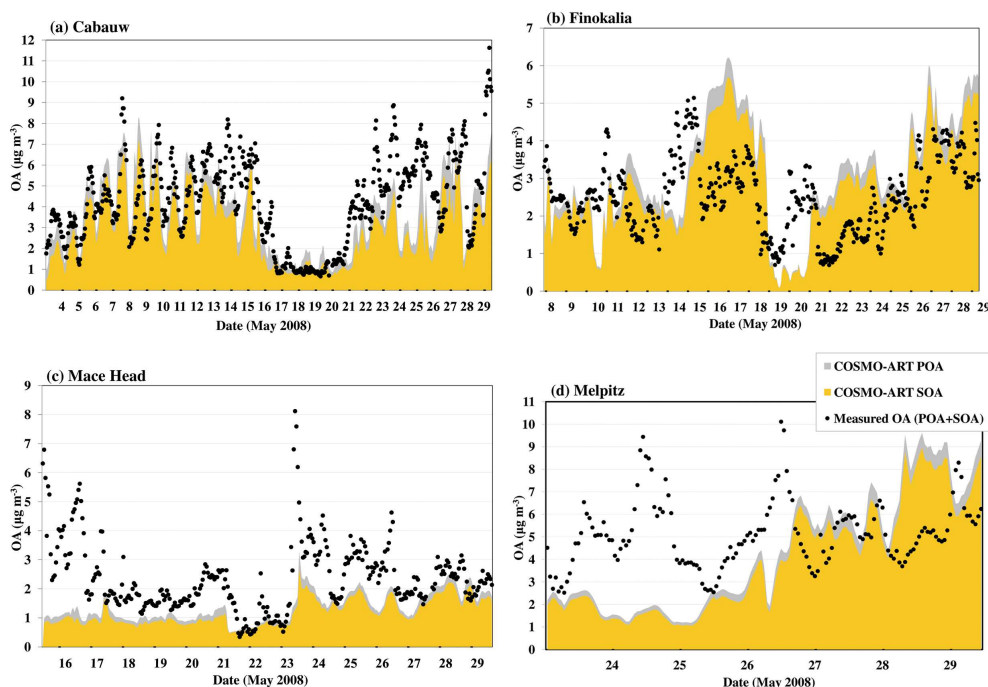 (a) Cabauw
12
11
10
9
8
7
6
5
4
3
2
1
0
OA (µg m-3)
4 5 6 7 8 9 10 11 12 13 14 15 16 17 18 19 20 21 22 23 24 25 26 27 28 29
Date (May 2008)
(b) Finokalia
7
6
5
4
3
2
1
0
OA (µg m-3)
8 9 10 11 12 13 14 15 16 17 18 19 20 21 22 23 24 25 26 27 28 29
Date (May 2008)
(c) Mace Head
9
8
7
6
5
4
3
2
1
0
OA (µg m-3)
16 17 18 19 20 21 22 23 24 25 26 27 28 29
Date (May 2008)
(d) Melpitz
COSMO-ART POA
COSMO-ART SOA
Measured OA (POA+SOA)
11
10
9
8
7
6
5
4
3
2
1
0
OA (µg m-3)
24 25 26 27 28 29
Date (May 2008)